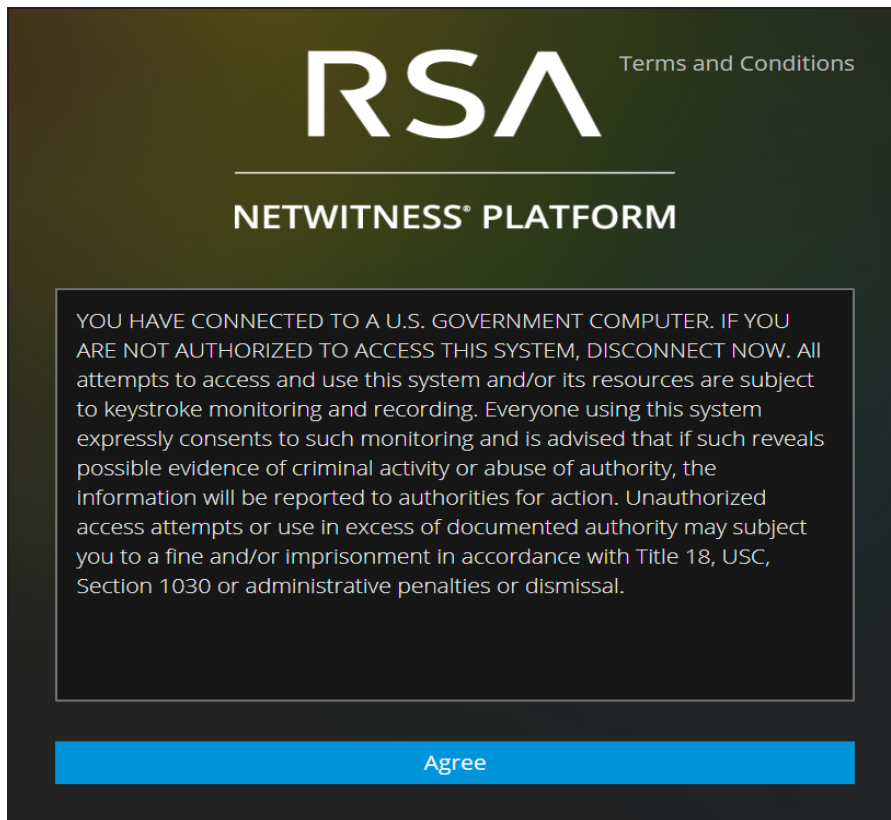 RSA
Terms and Conditions
NETWITNESS® PLATFORM
YOU HAVE CONNECTED TO A U.S. GOVERNMENT COMPUTER. IF YOU
ARE NOT AUTHORIZED TO ACCESS THIS SYSTEM, DISCONNECT NOW. All
attempts to access and use this system and/or its resources are subject
to keystroke monitoring and recording. Everyone using this system
expressly consents to such monitoring and is advised that if such reveals
possible evidence of criminal activity or abuse of authority, the
information will be reported to authorities for action. Unauthorized
access attempts or use in excess of documented authority may subject
you to a fine and/or imprisonment in accordance with Title 18, USC,
Section 1030 or administrative penalties or dismissal.
Agree